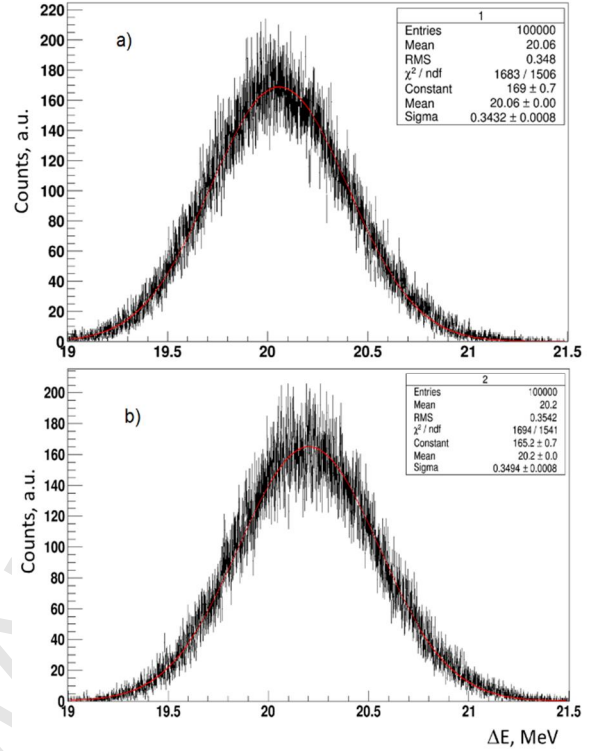 220
200
180
160
140
120
100
80
60
40
20
0
Counts, a.u.
a)
1
Entries 100000
Mean 20.06
RMS 0.348
χ² / ndf 1683 / 1506
Constant 169 ± 0.7
Mean 20.06 ± 0.00
Sigma 0.3432 ± 0.0008
19 19.5 20 20.5 21 21.5
200
180
160
140
120
100
80
60
40
20
0
Counts, a.u.
b)
2
Entries 100000
Mean 20.2
RMS 0.3542
χ² / ndf 1694 / 1541
Constant 165.2 ± 0.7
Mean 20.2 ± 0.0
Sigma 0.3494 ± 0.0008
19 19.5 20 20.5 21 21.5
ΔE, MeV